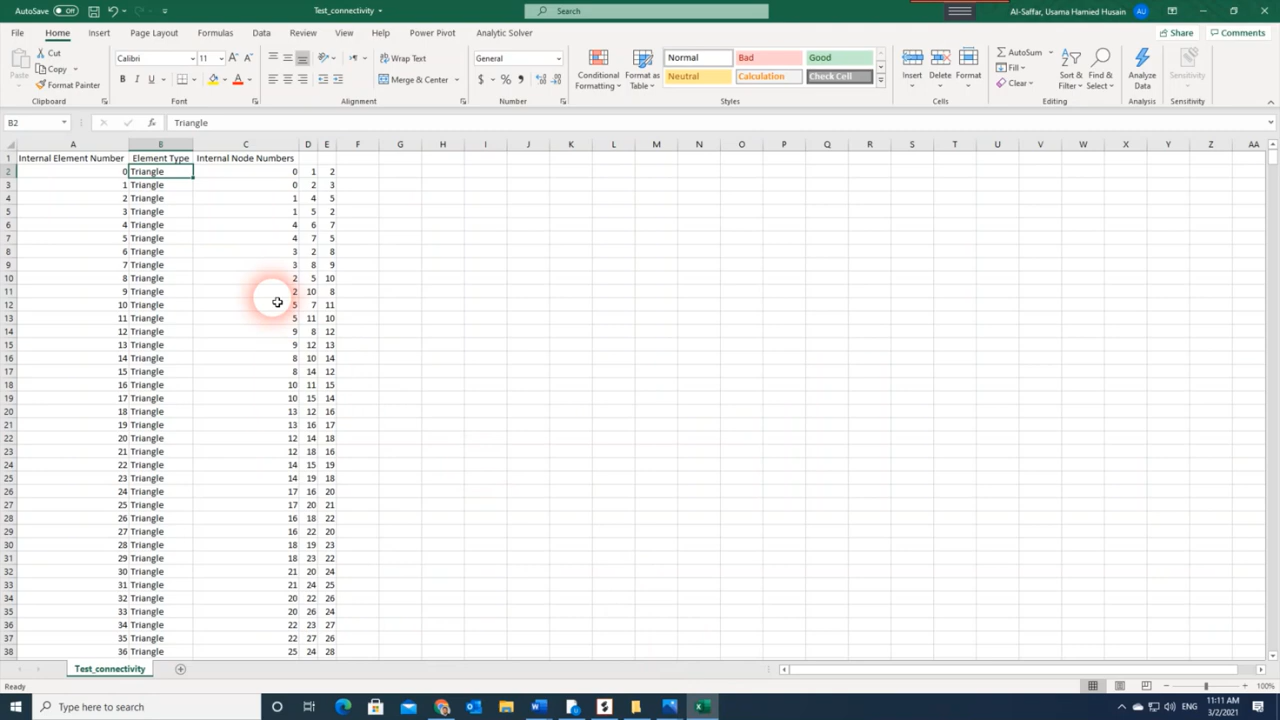 AutoSave Off Test_connectivity Search Al-Saffar, Usama Hamied Husain AU
File Home Insert Page Layout Formulas Data Review View Help Power Pivot Analytic Solver Share Comments
Paste Cut Copy Format Painter Clipboard
Calibri 11 B I U Font
Wrap Text Merge & Center Alignment
General $ % Number
Conditional Formatting Format as Table
Normal Bad Good
Neutral Calculation Check Cell
Styles
Insert Delete Format Cells
AutoSum Fill Clear Sort & Filter Find & Select Editing
Analyze Data Analysis
Sensitivity Sensitivity
B2 fx Triangle
A B C D E F G H I J K L M N O P Q R S T U V W X Y Z AA
1 Internal Element Number Element Type Internal Node Numbers
2 0 Triangle 0 1 2
3 1 Triangle 0 2 3
4 2 Triangle 1 4 5
5 3 Triangle 1 5 2
6 4 Triangle 4 6 7
7 5 Triangle 4 7 5
8 6 Triangle 3 2 8
9 7 Triangle 3 8 9
10 8 Triangle 2 5 10
11 9 Triangle 2 10 8
12 10 Triangle 5 7 11
13 11 Triangle 5 11 10
14 12 Triangle 9 8 12
15 13 Triangle 9 12 13
16 14 Triangle 8 10 14
17 15 Triangle 8 14 12
18 16 Triangle 10 11 15
19 17 Triangle 10 15 14
20 18 Triangle 13 12 16
21 19 Triangle 13 16 17
22 20 Triangle 12 14 18
23 21 Triangle 12 18 16
24 22 Triangle 14 15 19
25 23 Triangle 14 19 18
26 24 Triangle 17 16 20
27 25 Triangle 17 20 21
28 26 Triangle 16 18 22
29 27 Triangle 16 22 20
30 28 Triangle 18 19 23
31 29 Triangle 18 23 22
32 30 Triangle 21 20 24
33 31 Triangle 21 24 25
34 32 Triangle 20 22 26
35 33 Triangle 20 26 24
36 34 Triangle 22 23 27
37 35 Triangle 22 27 26
38 36 Triangle 25 24 28
Test_connectivity
Ready 100%
Type here to search ENG 11:11 AM
3/2/2021